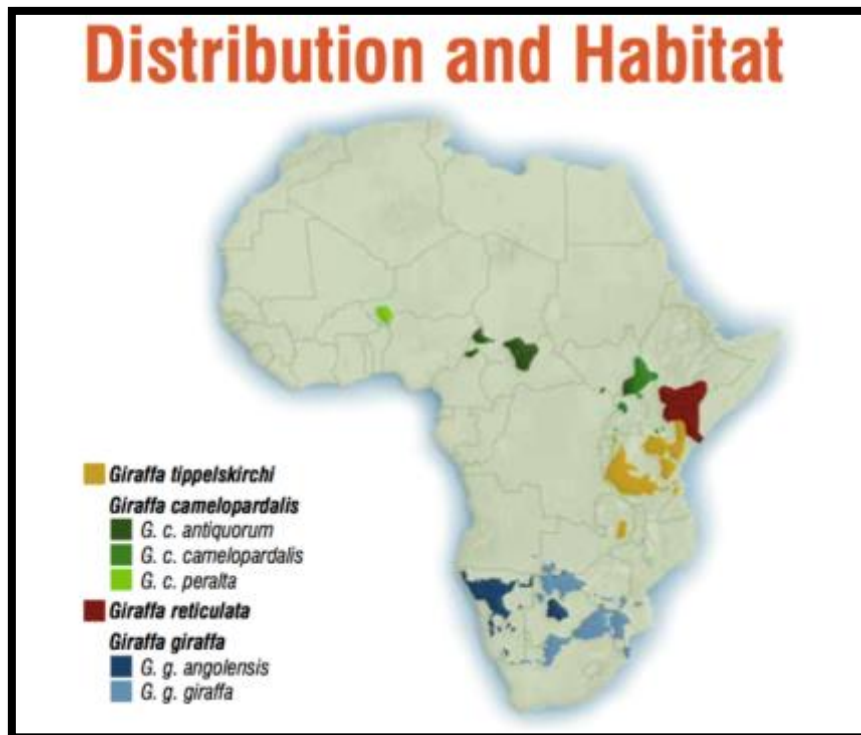 Distribution and Habitat
Giraffa tippelskirchi
Giraffa camelopardalis
G. c. antiquorum
G. c. camelopardalis
G. c. peralta
Giraffa reticulata
Giraffa giraffa
G. g. angolensis
G. g. giraffa